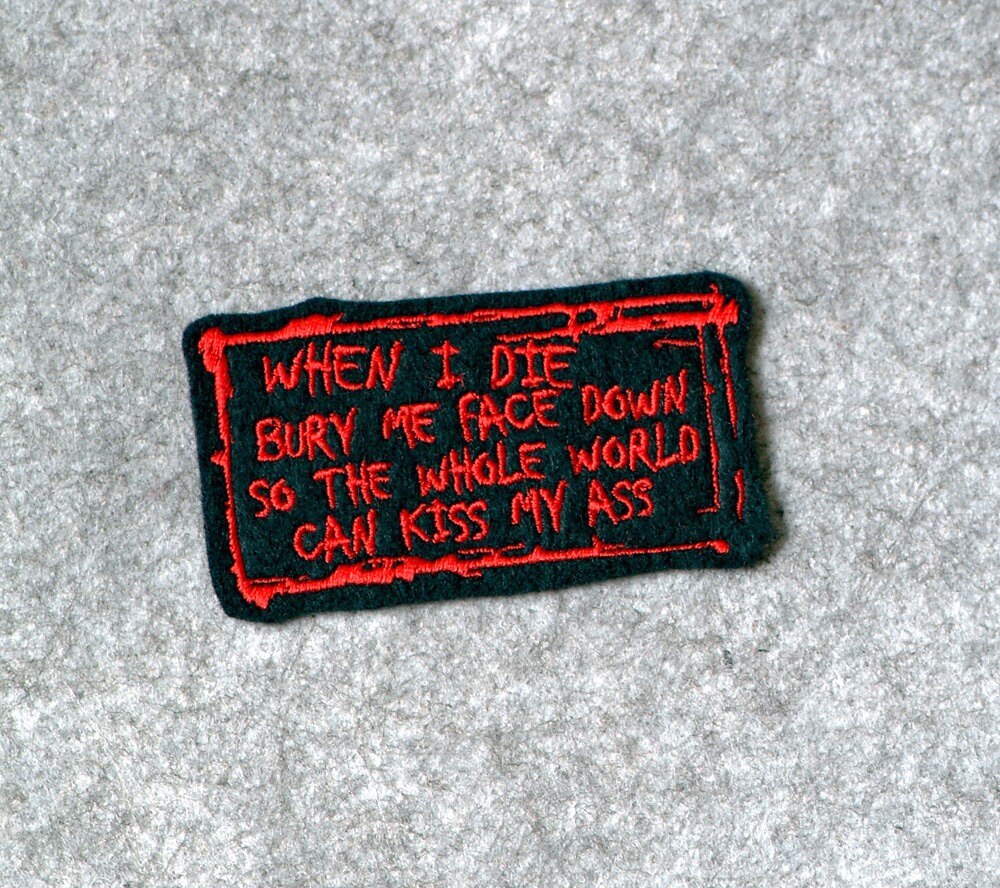 WHEN I DIE
BURY ME FACE DOWN
SO THE WHOLE WORLD
CAN KISS MY ASS